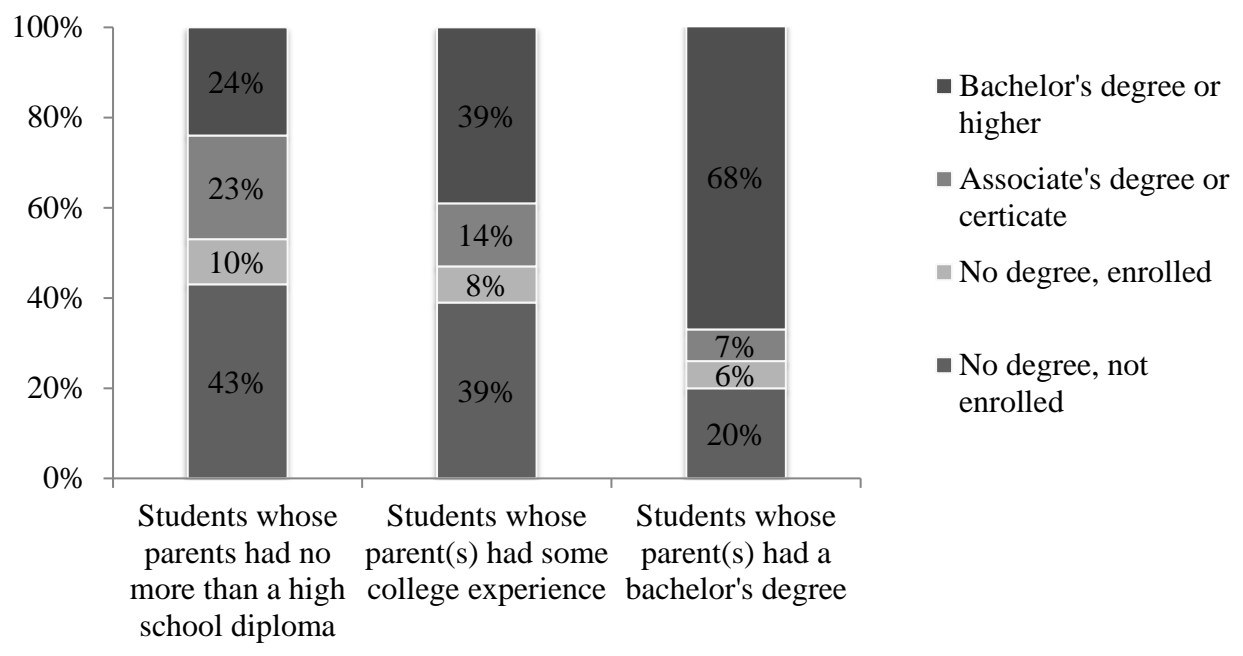 100%
80%
60%
40%
20%
0%
24%
23%
10%
43%
39%
14%
8%
39%
68%
7%
6%
20%
Students whose
parents had no
more than a high
school diploma
Students whose
parent(s) had some
college experience
Students whose
parent(s) had a
bachelor's degree
Bachelor's degree or
higher
Associate's degree or
certicate
No degree, enrolled
No degree, not
enrolled